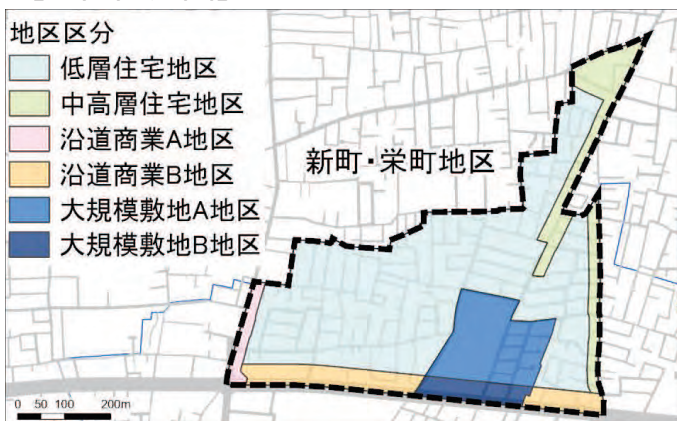 地区区分
低層住宅地区
中高層住宅地区
沿道商業A地区
沿道商業B地区
大規模敷地A地区
大規模敷地B地区
新町・栄町地区
0 50 100 200m